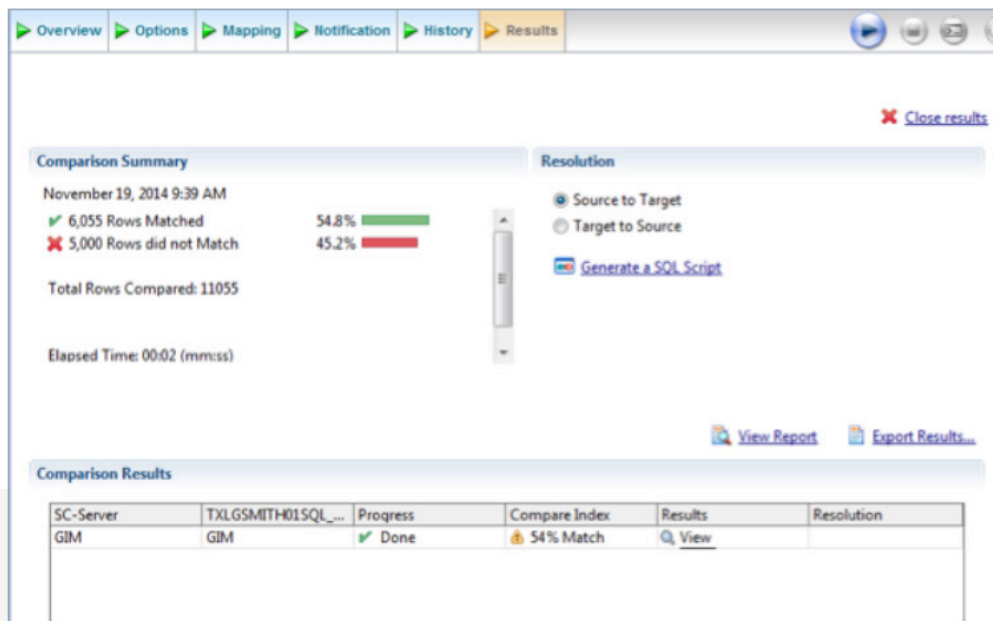 Overview Options Mapping Notification History Results
Close results
Comparison Summary
Resolution
November 19, 2014 9:39 AM
6,055 Rows Matched 54.8%
5,000 Rows did not Match 45.2%
Total Rows Compared: 11055
Elapsed Time: 00:02 (mm:ss)
Source to Target
Target to Source
Generate a SQL Script
View Report Export Results...
Comparison Results
SC-Server TXLGSMITH01SQL_... Progress Compare Index Results Resolution
GIM GIM Done 54% Match View